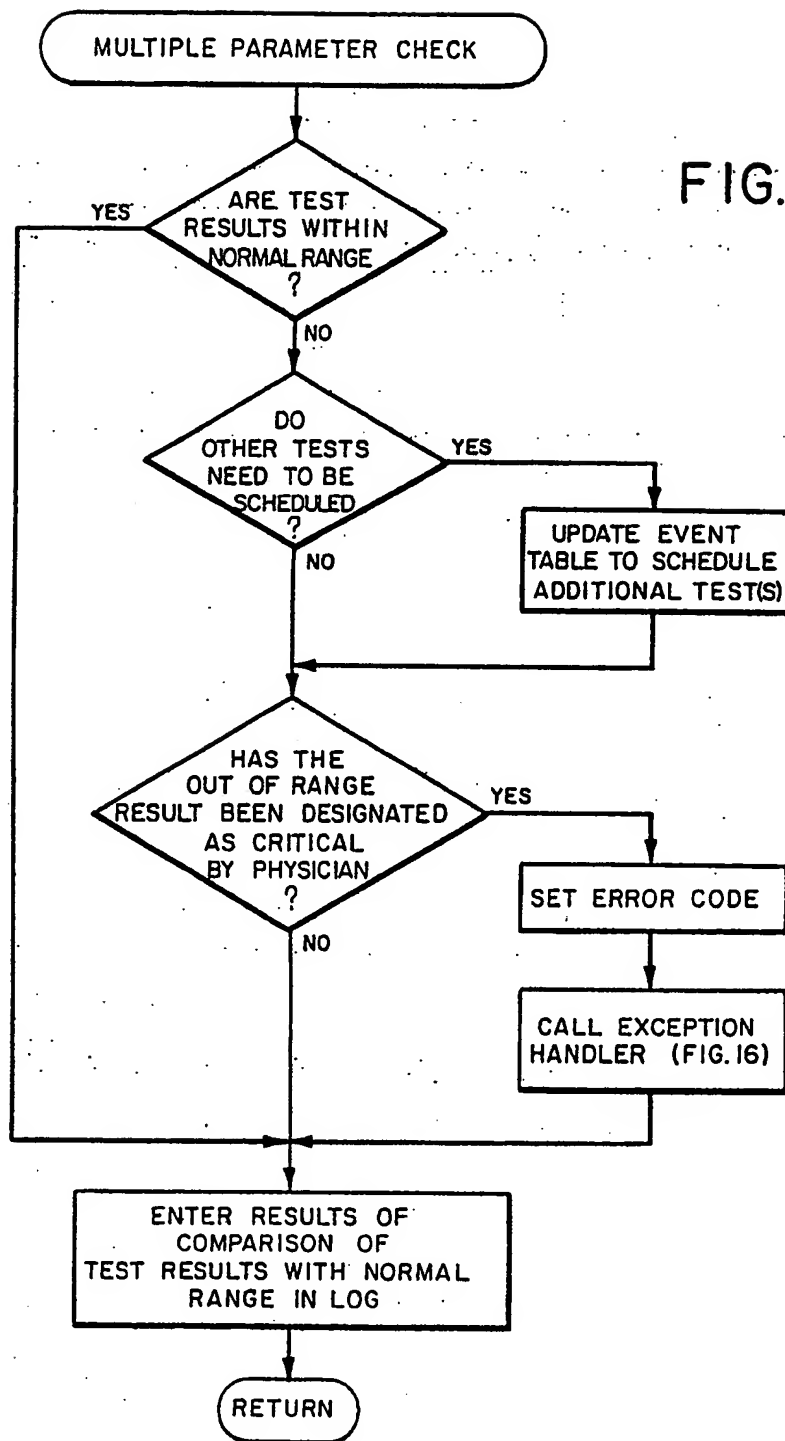 MULTIPLE PARAMETER CHECK
FIG.
ARE TEST
RESULTS WITHIN
NORMAL RANGE
?
YES
NO
DO
OTHER TESTS
NEED TO BE
SCHEDULED
?
YES
NO
UPDATE EVENT
TABLE TO SCHEDULE
ADDITIONAL TEST(S)
HAS THE
OUT OF RANGE
RESULT BEEN DESIGNATED
AS CRITICAL
BY PHYSICIAN
?
YES
NO
SET ERROR CODE
CALL EXCEPTION
HANDLER (FIG. 16)
ENTER RESULTS OF
COMPARISON OF
TEST RESULTS WITH NORMAL
RANGE IN LOG
RETURN